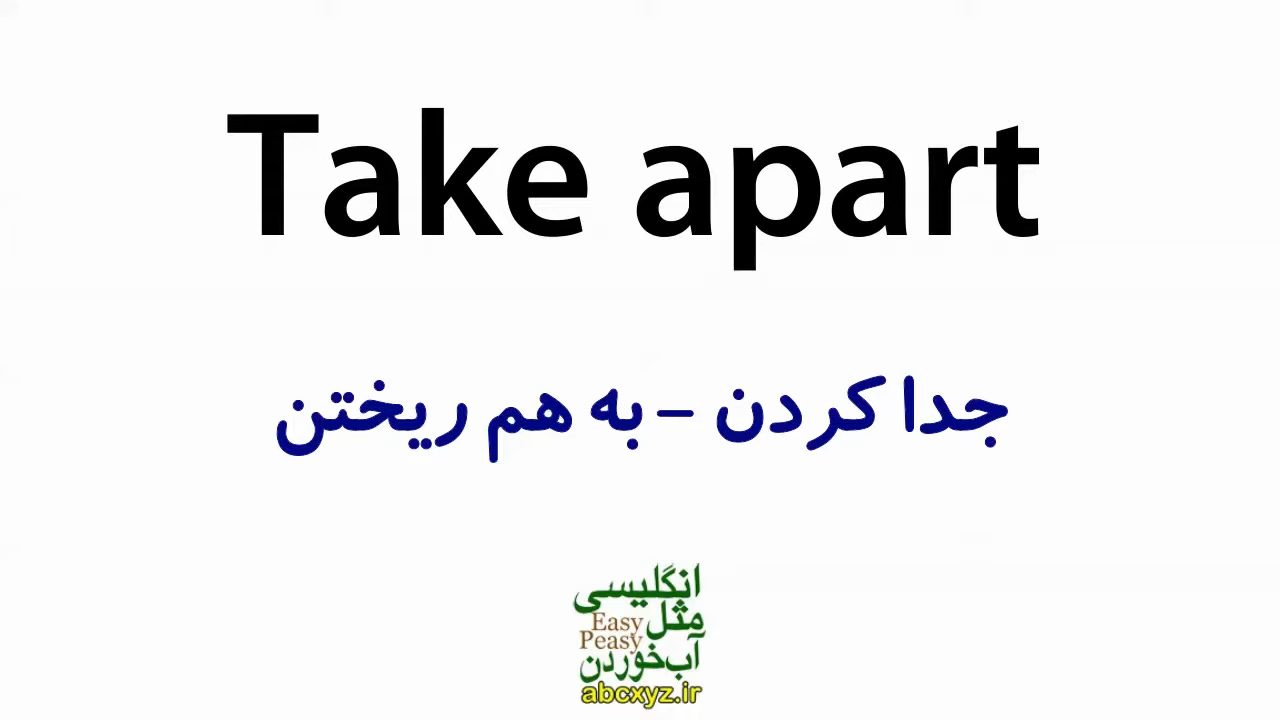 Take apart
جدا کردن – به هم ریختن
انگلیسی
مثل Easy
Peasy
آب‌خوردن
abcxyz.ir